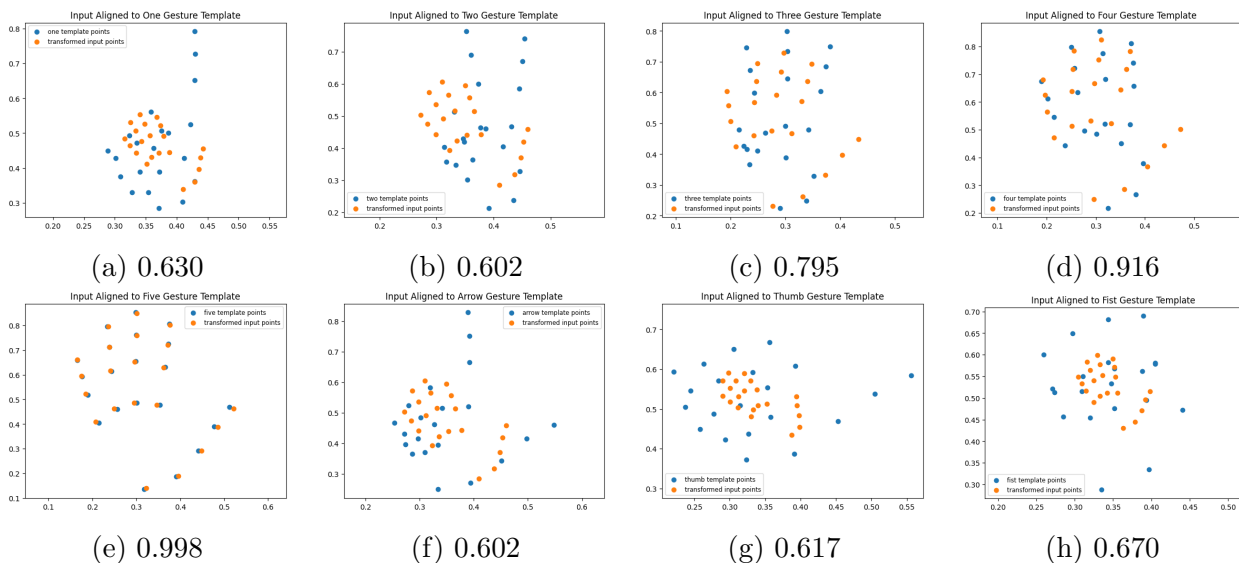 Input Aligned to One Gesture Template
one template points
transformed input points
0.8
0.7
0.6
0.5
0.4
0.3
0.25 0.30 0.35 0.40 0.45 0.50 0.55
(a) 0.630
Input Aligned to Two Gesture Template
two template points
transformed input points
0.8
0.7
0.6
0.5
0.4
0.3
0.2
0.2 0.3 0.4 0.5
(b) 0.602
Input Aligned to Three Gesture Template
three template points
transformed input points
0.8
0.7
0.6
0.5
0.4
0.3
0.2
0.1 0.2 0.3 0.4 0.5
(c) 0.795
Input Aligned to Four Gesture Template
four template points
transformed input points
0.8
0.7
0.6
0.5
0.4
0.3
0.2
0.1 0.2 0.3 0.4 0.5
(d) 0.916
Input Aligned to Five Gesture Template
five template points
transformed input points
0.8
0.7
0.6
0.5
0.4
0.3
0.2
0.1
0.1 0.2 0.3 0.4 0.5 0.6
(e) 0.998
Input Aligned to Arrow Gesture Template
arrow template points
transformed input points
0.8
0.7
0.6
0.5
0.4
0.3
0.2 0.3 0.4 0.5 0.6
(f) 0.602
Input Aligned to Thumb Gesture Template
thumb template points
transformed input points
0.7
0.6
0.5
0.4
0.3
0.25 0.30 0.35 0.40 0.45 0.50 0.55
(g) 0.617
Input Aligned to Fist Gesture Template
fist template points
transformed input points
0.70
0.65
0.60
0.55
0.50
0.45
0.40
0.35
0.30
0.25 0.30 0.35 0.40 0.45 0.50
(h) 0.670